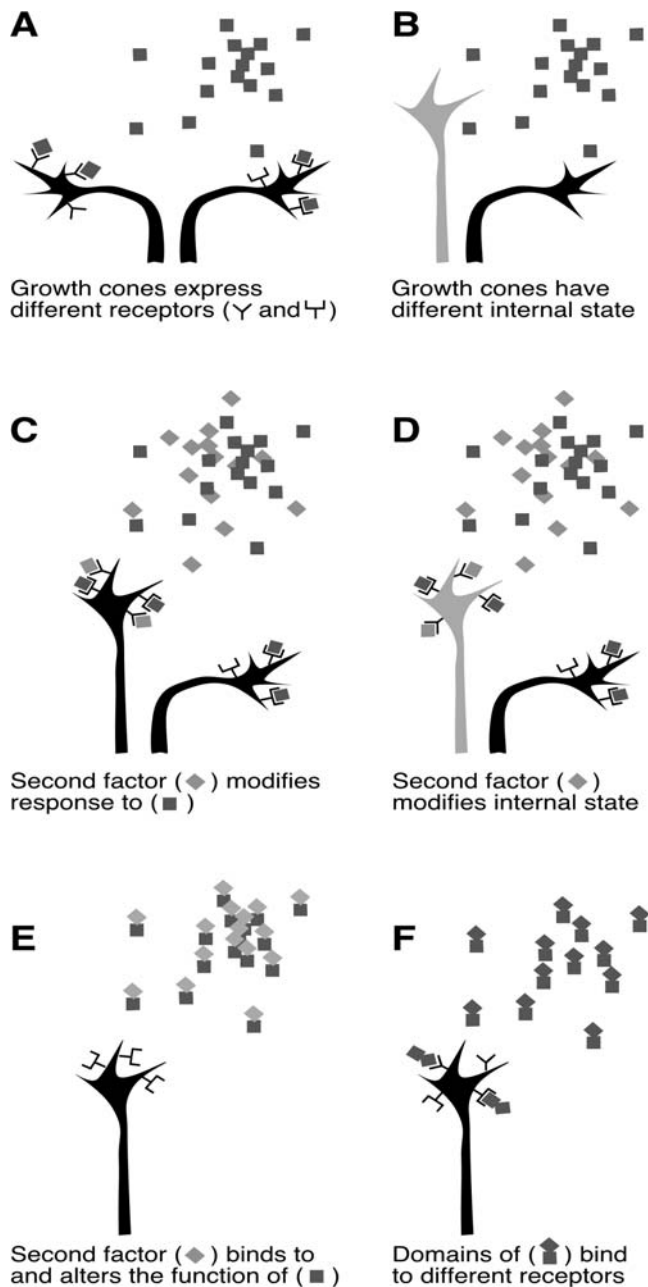 A
B
Growth cones express
different receptors ( and )
Growth cones have
different internal state
C
D
Second factor ( ) modifies
response to ( )
Second factor ( )
modifies internal state
E
F
Second factor ( ) binds to
and alters the function of ( )
Domains of ( ) bind
to different receptors